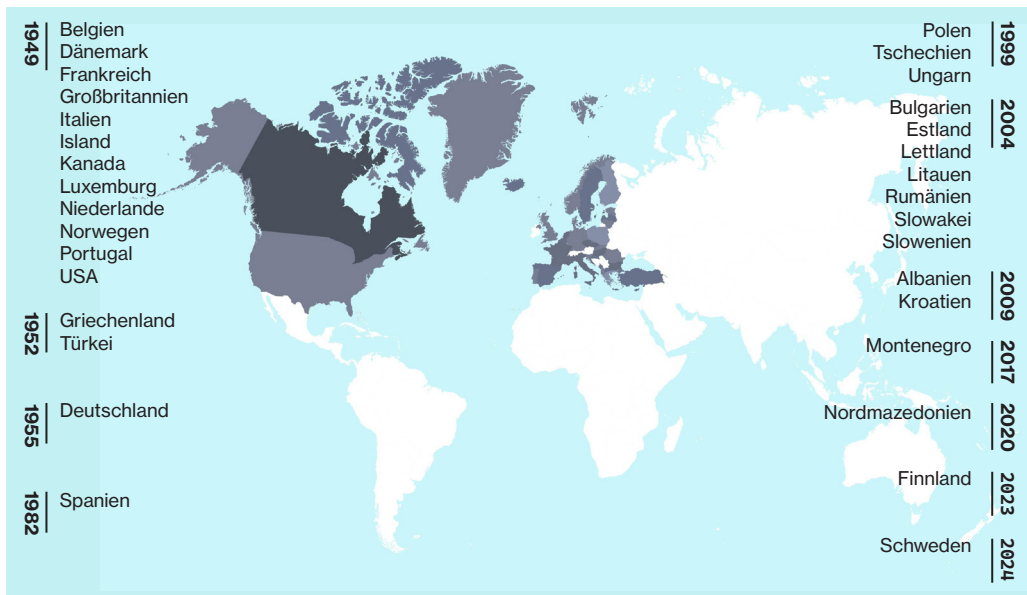 1949
Belgien
Dänemark
Frankreich
Großbritannien
Italien
Island
Kanada
Luxemburg
Niederlande
Norwegen
Portugal
USA
1952
Griechenland
Türkei
1955
Deutschland
1982
Spanien
1999
Polen
Tschechien
Ungarn
2004
Bulgarien
Estland
Lettland
Litauen
Rumänien
Slowakei
Slowenien
2009
Albanien
Kroatien
2017
Montenegro
2020
Nordmazedonien
2023
Finnland
2024
Schweden